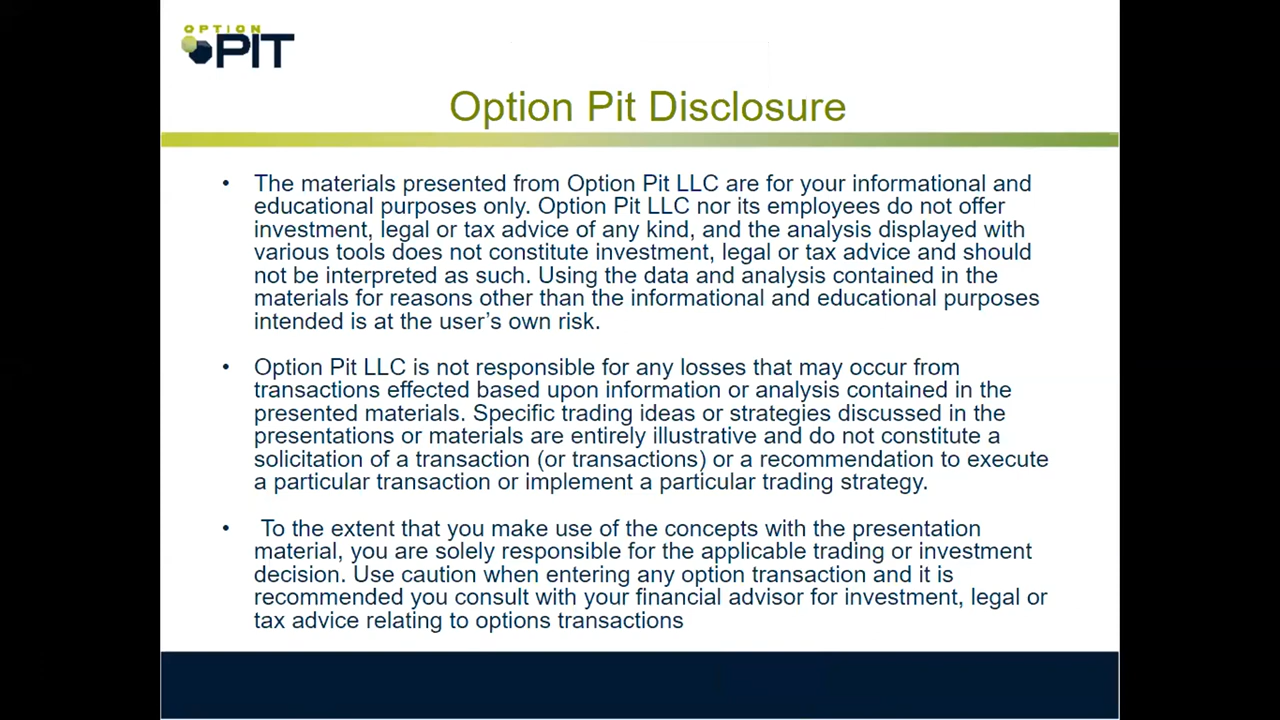 OPTION
PIT
Option Pit Disclosure
• The materials presented from Option Pit LLC are for your informational and
educational purposes only. Option Pit LLC nor its employees do not offer
investment, legal or tax advice of any kind, and the analysis displayed with
various tools does not constitute investment, legal or tax advice and should
not be interpreted as such. Using the data and analysis contained in the
materials for reasons other than the informational and educational purposes
intended is at the user’s own risk.
• Option Pit LLC is not responsible for any losses that may occur from
transactions effected based upon information or analysis contained in the
presented materials. Specific trading ideas or strategies discussed in the
presentations or materials are entirely illustrative and do not constitute a
solicitation of a transaction (or transactions) or a recommendation to execute
a particular transaction or implement a particular trading strategy.
• To the extent that you make use of the concepts with the presentation
material, you are solely responsible for the applicable trading or investment
decision. Use caution when entering any option transaction and it is
recommended you consult with your financial advisor for investment, legal or
tax advice relating to options transactions